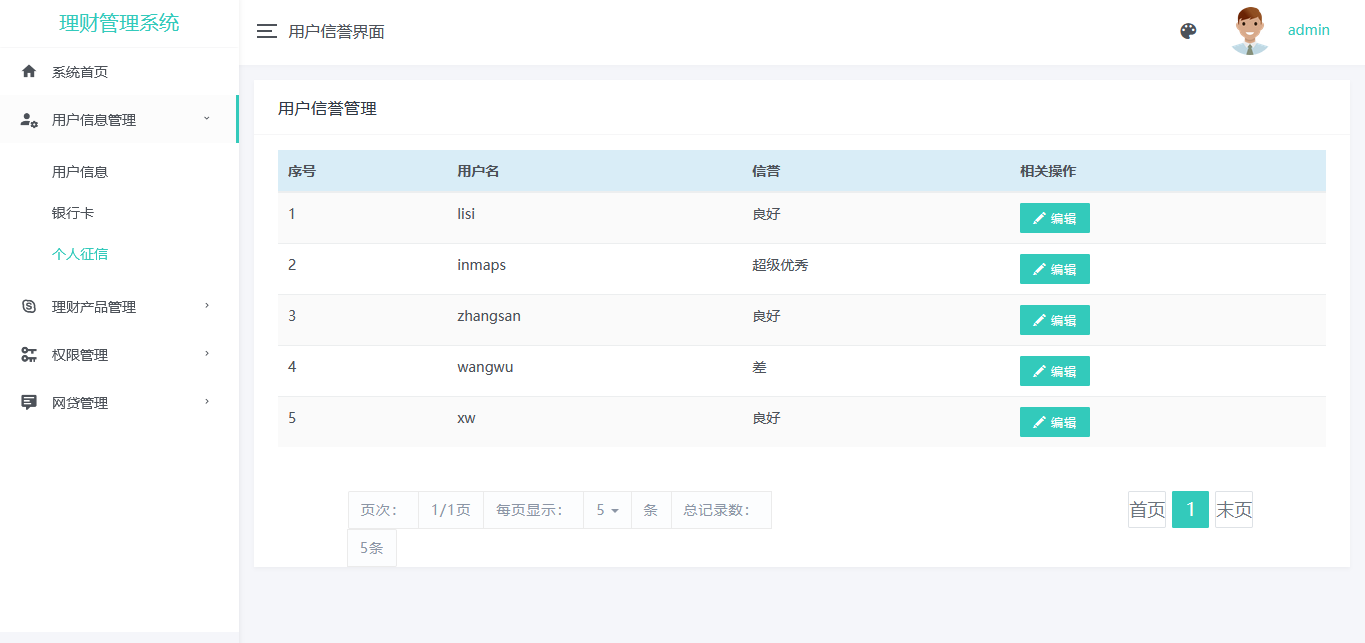 理财管理系统
用户信誉界面
admin
系统首页
用户信息管理
用户信息
银行卡
个人征信
理财产品管理
权限管理
网贷管理
用户信誉管理
序号 用户名 信誉 相关操作
1 lisi 良好 编辑
2 inmaps 超级优秀 编辑
3 zhangsan 良好 编辑
4 wangwu 差 编辑
5 xw 良好 编辑
页次： 1/1页 每页显示： 5 条 总记录数：
5条
首页 1 末页